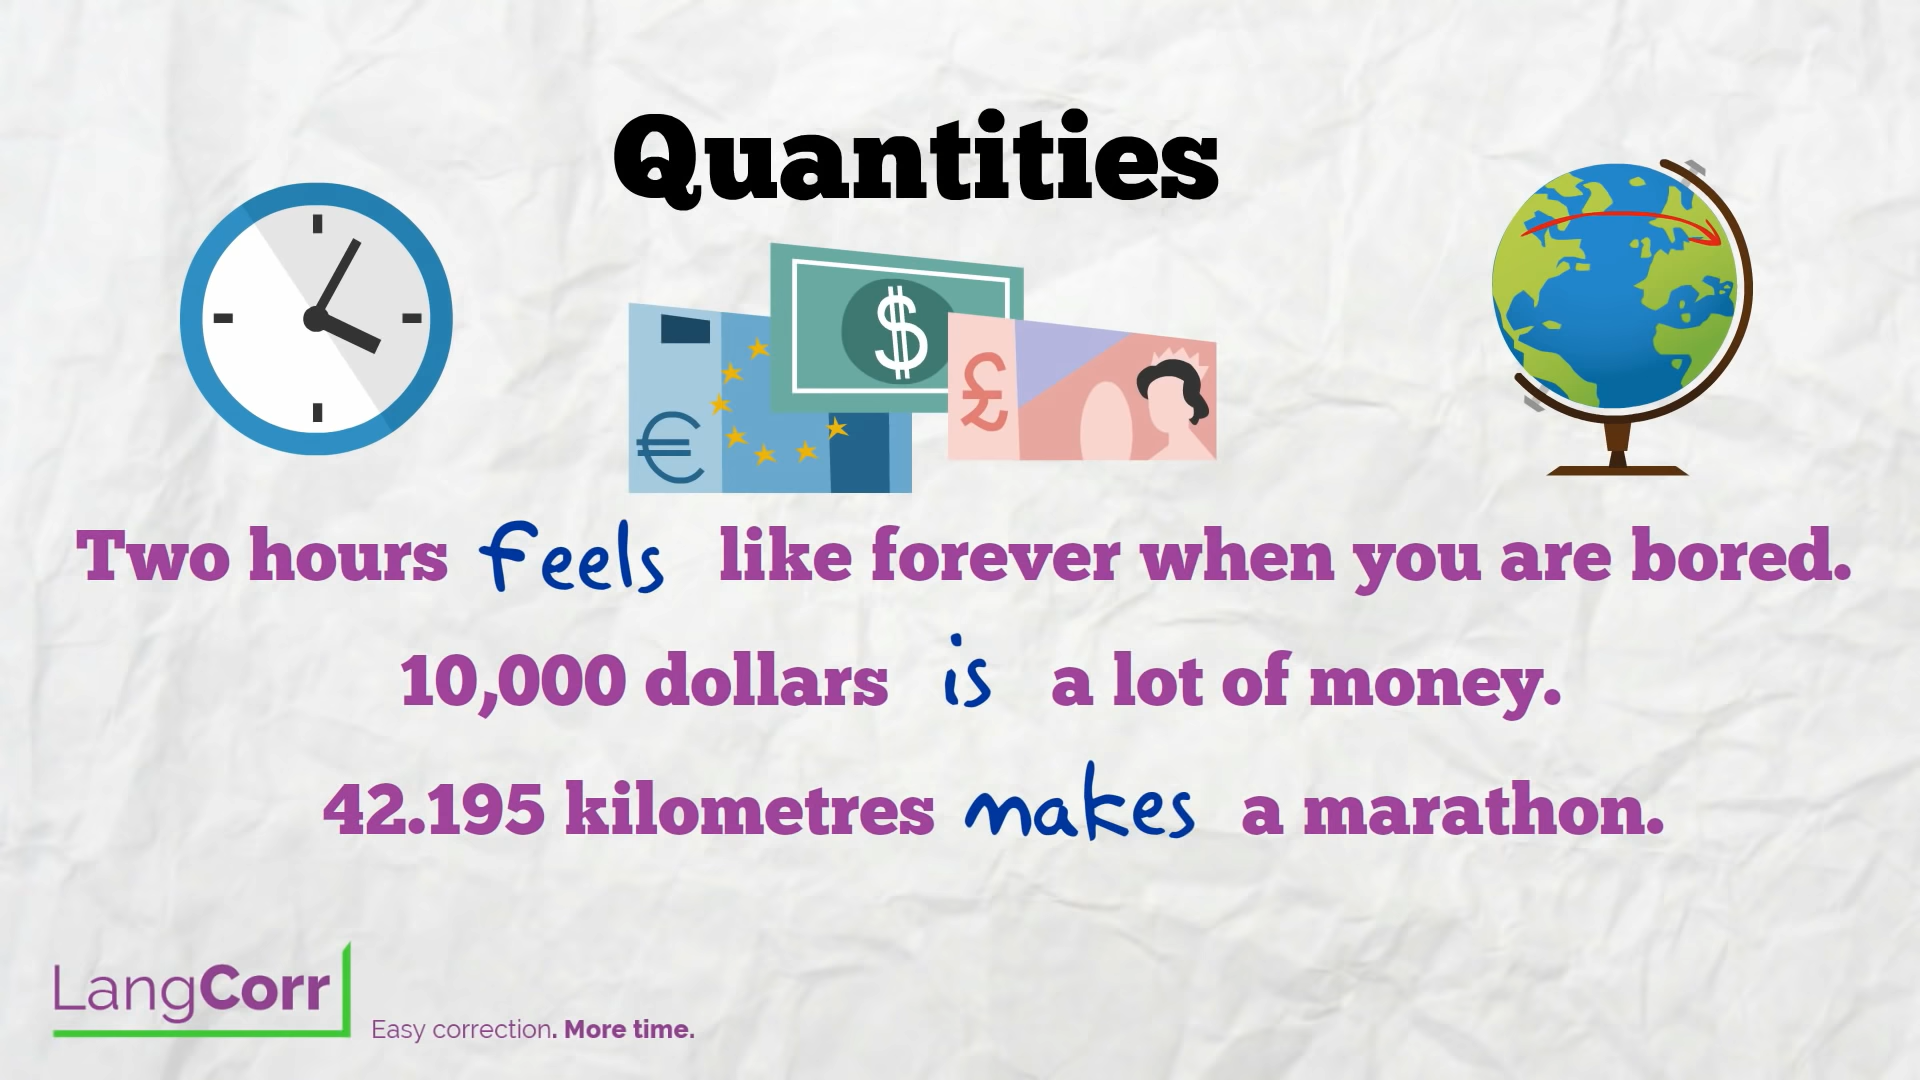 Quantities
$
€
£
Two hours feels like forever when you are bored.
10,000 dollars is a lot of money.
42.195 kilometres makes a marathon.
LangCorr
Easy correction. More time.